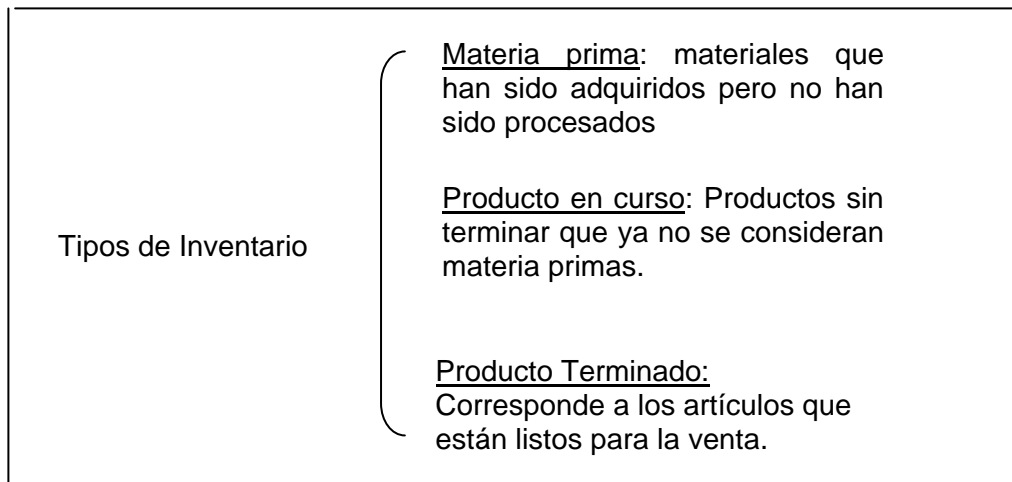 Materia prima: materiales que
han sido adquiridos pero no han
sido procesados
Producto en curso: Productos sin
terminar que ya no se consideran
materia primas.
Tipos de Inventario
Producto Terminado:
Corresponde a los artículos que
están listos para la venta.